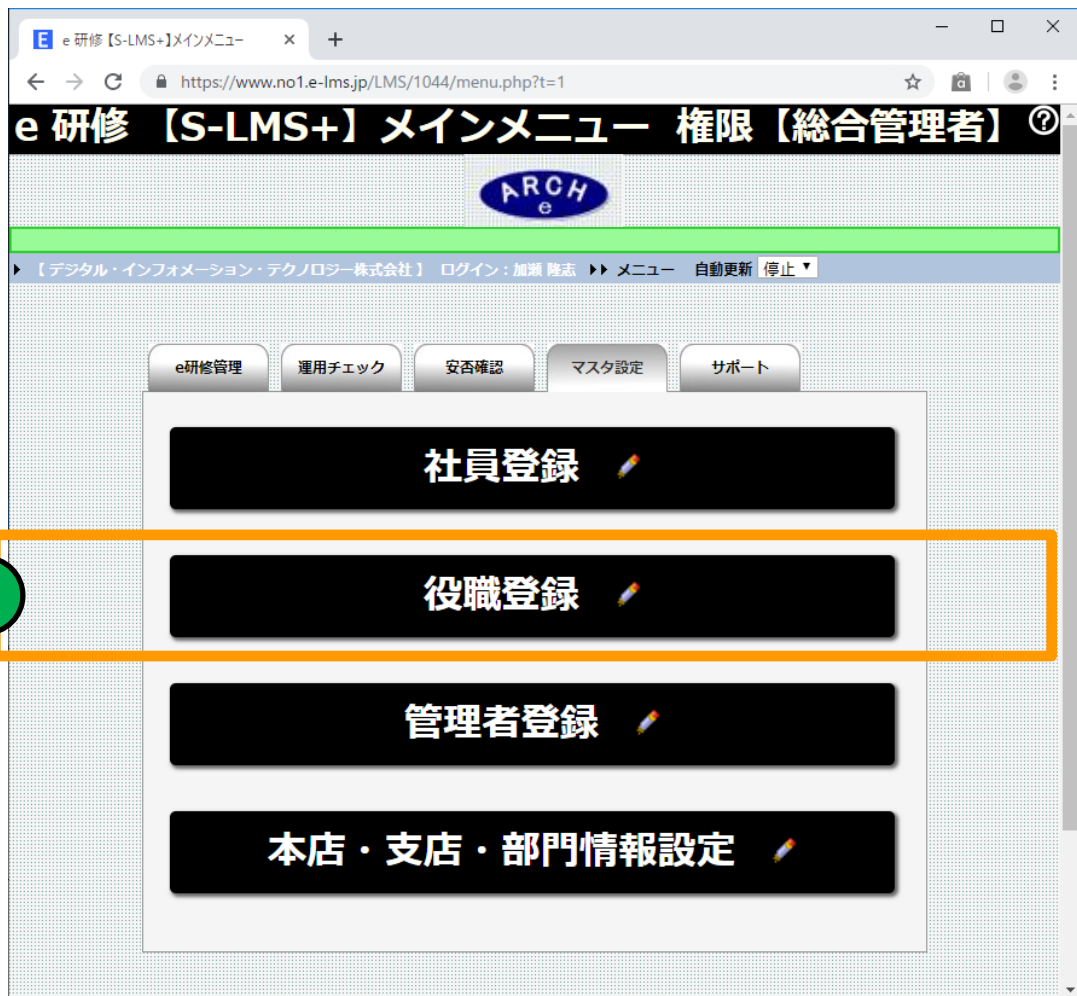 E e 研修【S-LMS+】メインメニュー × +
https://www.no1.e-lms.jp/LMS/1044/menu.php?t=1
e 研修 【S-LMS+】メインメニュー 権限【総合管理者】 ?
ARCH
e
【 デジタル・インフォメーション・テクノロジー株式会社 】 ログイン : 加瀬 隆志 メニュー 自動更新 停止
e研修管理 運用チェック 安否確認 マスタ設定 サポート
社員登録
役職登録
管理者登録
本店・支店・部門情報設定